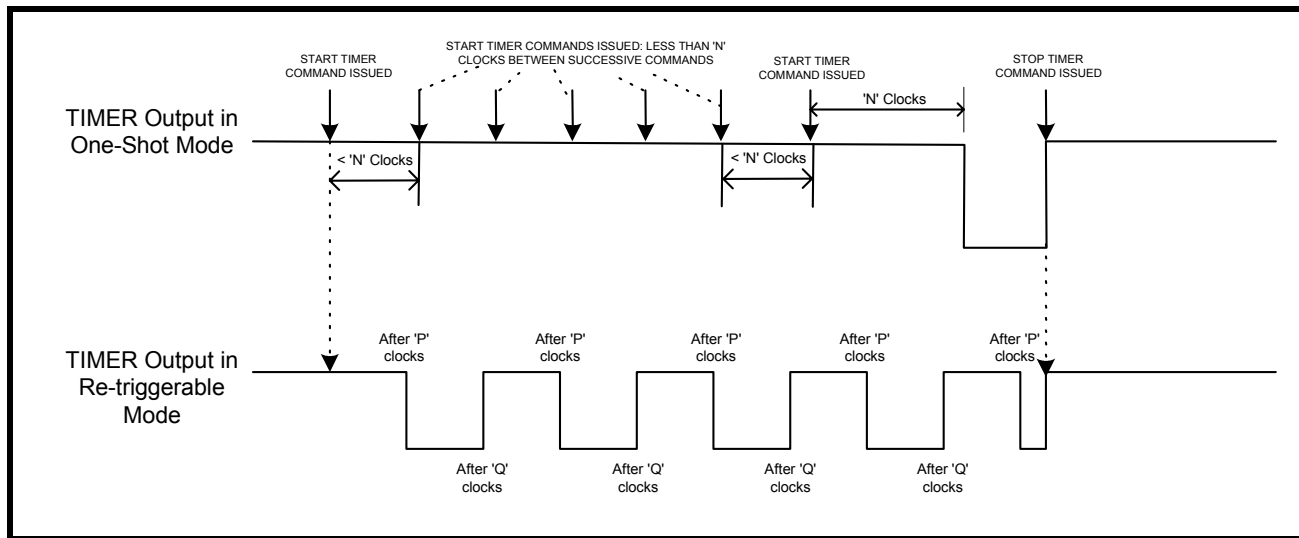 START TIMER
COMMAND ISSUED
START TIMER COMMANDS ISSUED: LESS THAN 'N'
CLOCKS BETWEEN SUCCESSIVE COMMANDS
START TIMER
COMMAND ISSUED
STOP TIMER
COMMAND ISSUED
'N' Clocks
TIMER Output in
One-Shot Mode
< 'N' Clocks
< 'N' Clocks
After 'P'
clocks
After 'P'
clocks
After 'P'
clocks
After 'P'
clocks
After 'P'
clocks
TIMER Output in
Re-triggerable
Mode
After 'Q'
clocks
After 'Q'
clocks
After 'Q'
clocks
After 'Q'
clocks